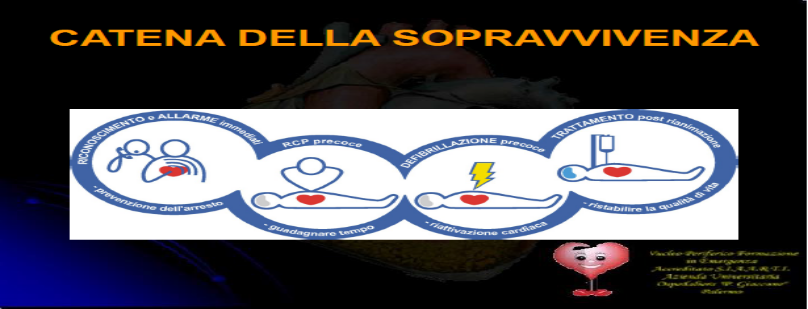 CATENA DELLA SOPRAVVIVENZA
RICONOSCIMENTO e ALLARME immediati
- prevenzione dell'arresto
RCP precoce
- guadagnare tempo
DEFIBRILLAZIONE precoce
- riattivazione cardiaca
TRATTAMENTO post rianimazione
- ristabilire la qualità di vita
Nucleo Periferico Formazione
in Emergenza
Accreditato S.I.A.A.R.T.I.
Azienda Universitaria
Ospedaliera "P. Giaccone"
Palermo